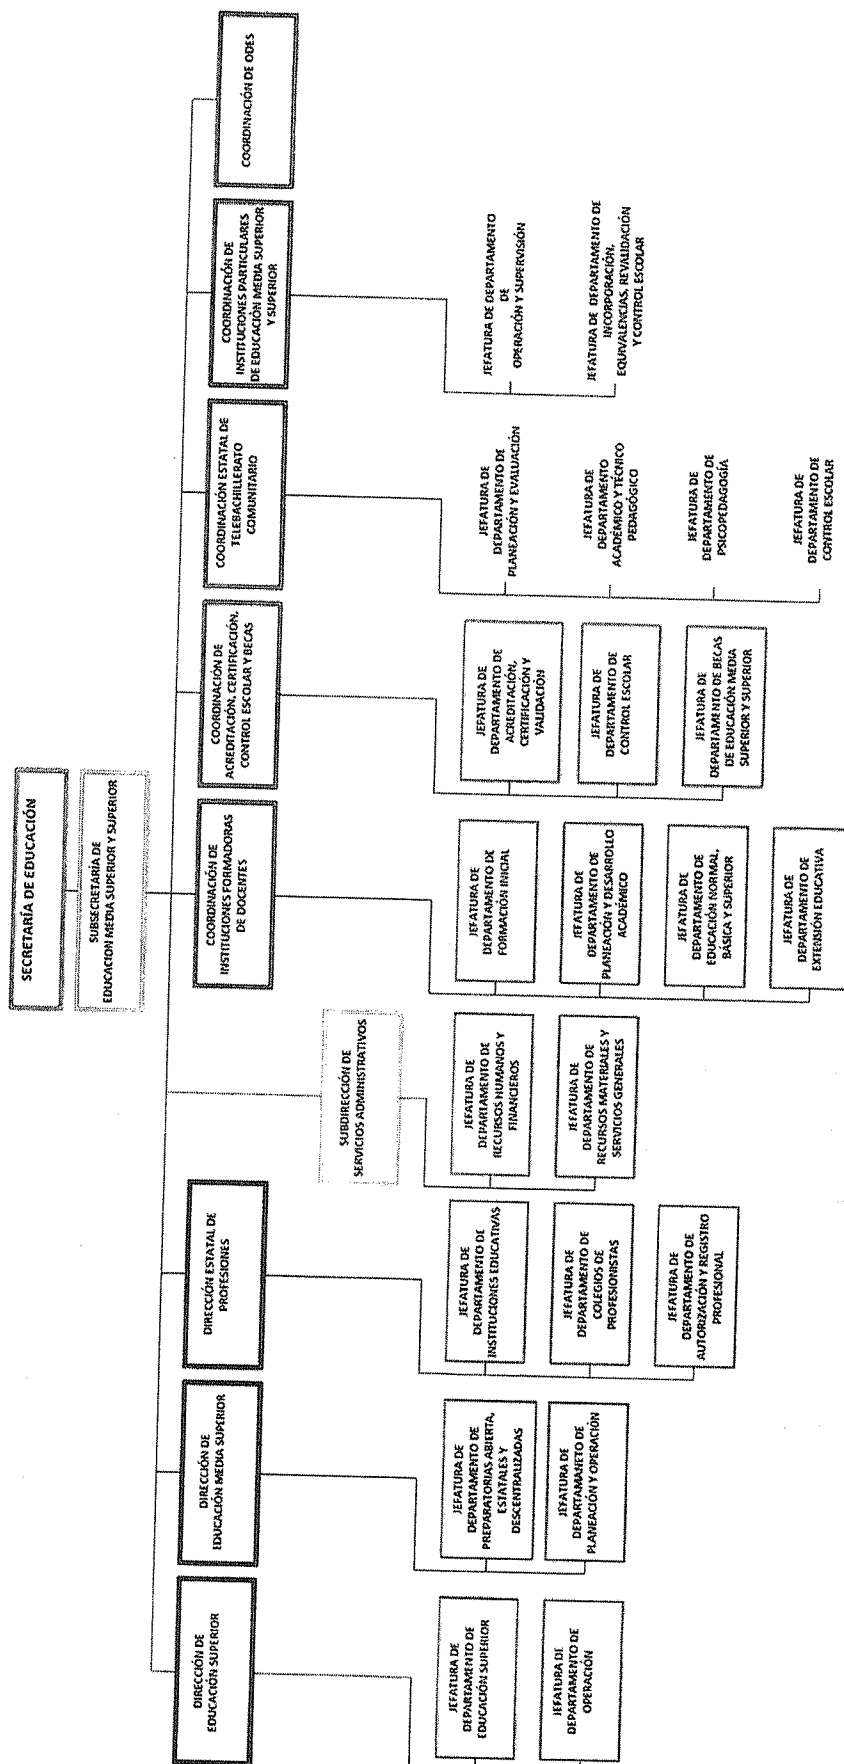 SECRETARÍA DE EDUCACIÓN
SUBSECRETARÍA DE
EDUCACION MEDIA SUPERIOR Y SUPERIOR
DIRECCIÓN DE
EDUCACIÓN SUPERIOR
DIRECCIÓN DE
EDUCACIÓN MEDIA SUPERIOR
DIRECCIÓN ESTATAL DE
PROFESIONES
SUBDIRECCIÓN DE
SERVICIOS ADMINISTRATIVOS
COORDINACIÓN DE
INSTITUCIONES FORMADORAS
DE DOCENTES
COORDINACIÓN DE
ACREDITACIÓN, CERTIFICACIÓN,
CONTROL ESCOLAR Y BECAS
COORDINACIÓN ESTATAL DE
TELEBACHILLERATO
COMUNITARIO
COORDINACIÓN DE
INSTITUCIONES PARTICULARES
DE EDUCACIÓN MEDIA SUPERIOR
Y SUPERIOR
COORDINACIÓN DE ODES
JEFATURA DE
DEPARTAMENTO DE
EDUCACIÓN SUPERIOR
JEFATURA DE
DEPARTAMENTO DE
OPERACIÓN
JEFATURA DE
DEPARTAMENTO DE
PREPARATORIAS ABIERTA,
ESTATALES Y
DESCENTRALIZADAS
JEFATURA DE
DEPARTAMANETO DE
PLANEACIÓN Y OPERACIÓN
JEFATURA DE
DEPARTAMENTO DE
INSTITUCIONES EDUCATIVAS
JEFATURA DE
DEPARTAMENTO DE
COLEGIOS DE
PROFESIONISTAS
JEFATURA DE
DEPARTAMENTO DE
AUTORIZACIÓN Y REGISTRO
PROFESIONAL
JEFATURA DE
DEPARTAMENTO DE
RECURSOS HUMANOS Y
FINANCIEROS
JEFATURA DE
DEPARTAMENTO DE
RECURSOS MATERIALES Y
SERVICIOS GENERALES
JEFATURA DE
DEPARTAMENTO DE
FORMACIÓN INICIAL
JEFATURA DE
DEPARTAMENTO DE
PLANEACIÓN Y DESARROLLO
ACADÉMICO
JEFATURA DE
DEPARTAMENTO DE
EDUCACIÓN NORMAL,
BÁSICA Y SUPERIOR
JEFATURA DE
DEPARTAMENTO DE
EXTENSIÓN EDUCATIVA
JEFATURA DE
DEPARTAMENTO DE
ACREDITACIÓN,
CERTIFICACIÓN Y
VALIDACIÓN
JEFATURA DE
DEPARTAMENTO DE
CONTROL ESCOLAR
JEFATURA DE
DEPARTAMENTO DE BECAS
DE EDUCACIÓN MEDIA
SUPERIOR Y SUPERIOR
JEFATURA DE
DEPARTAMENTO DE
PLANEACIÓN Y EVALUACIÓN
JEFATURA DE
DEPARTAMENTO
ACADÉMICO Y TÉCNICO
PEDAGÓGICO
JEFATURA DE
DEPARTAMENTO DE
PSICOPEDAGOGÍA
JEFATURA DE
DEPARTAMENTO DE
CONTROL ESCOLAR
JEFATURA DE DEPARTAMENTO
DE
OPERACIÓN Y SUPERVISIÓN
JEFATURA DE DEPARTAMENTO DE
INCORPORACIÓN,
EQUIVALENCIAS, REVALIDACIÓN
Y CONTROL ESCOLAR